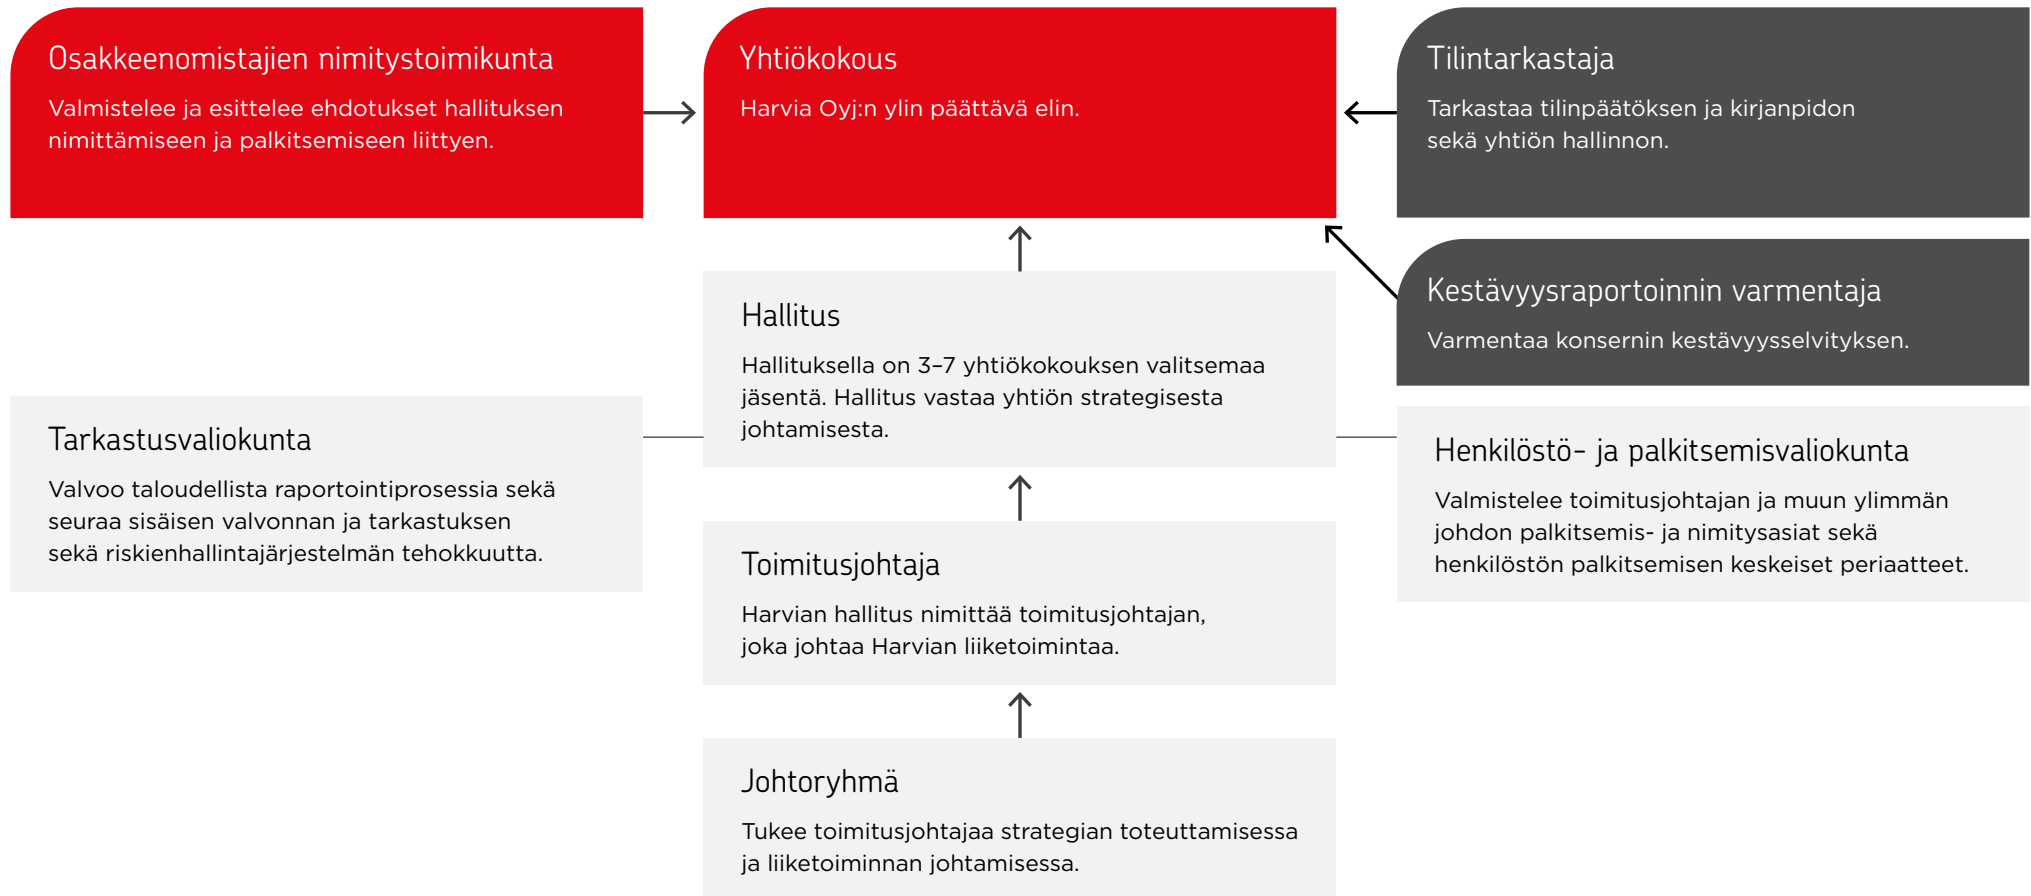 Osakkeenomistajien nimitystoimikunta
Valmistelee ja esittelee ehdotukset hallituksen
nimittämiseen ja palkitsemiseen liittyen.
Yhtiökokous
Harvia Oyj:n ylin päättävä elin.
Tilintarkastaja
Tarkastaa tilinpäätöksen ja kirjanpidon
sekä yhtiön hallinnon.
Kestävyysraportoinnin varmentaja
Varmentaa konsernin kestävyysselvityksen.
Hallitus
Hallituksella on 3–7 yhtiökokouksen valitsemaa
jäsentä. Hallitus vastaa yhtiön strategisesta
johtamisesta.
Tarkastusvaliokunta
Valvoo taloudellista raportointiprosessia sekä
seuraa sisäisen valvonnan ja tarkastuksen
sekä riskienhallintajärjestelmän tehokkuutta.
Henkilöstö- ja palkitsemisvaliokunta
Valmistelee toimitusjohtajan ja muun ylimmän
johdon palkitsemis- ja nimitysasiat sekä
henkilöstön palkitsemisen keskeiset periaatteet.
Toimitusjohtaja
Harvian hallitus nimittää toimitusjohtajan,
joka johtaa Harvian liiketoimintaa.
Johtoryhmä
Tukee toimitusjohtajaa strategian toteuttamisessa
ja liiketoiminnan johtamisessa.